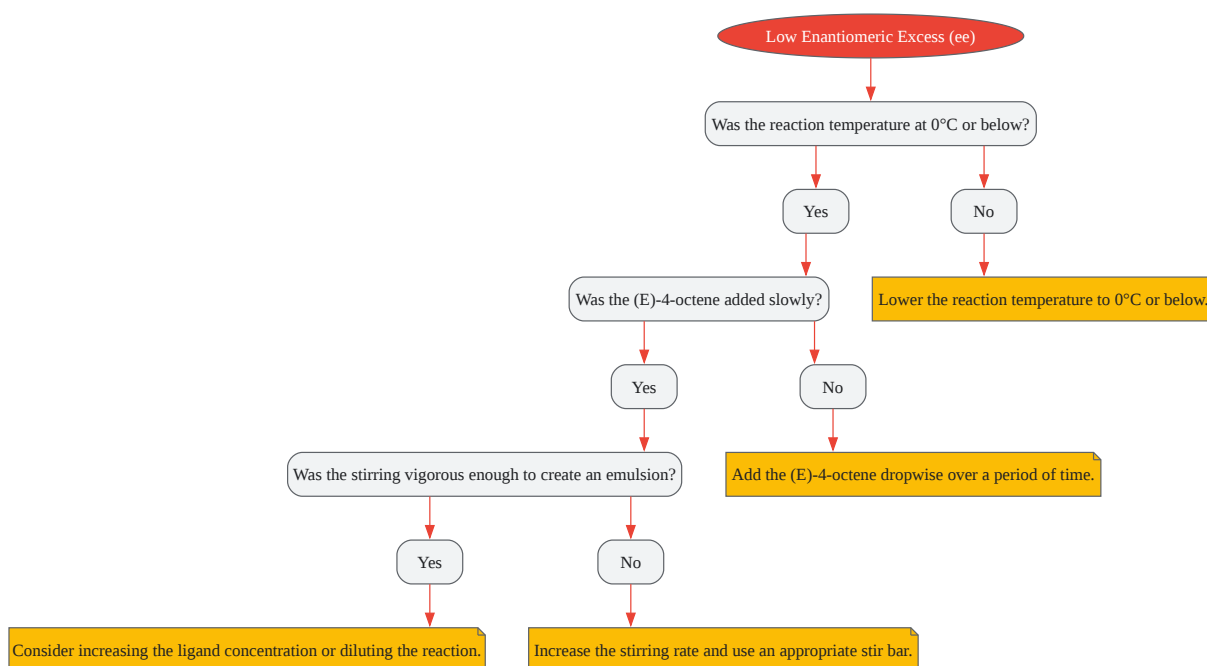 Low Enantiomeric Excess (ee)
Was the reaction temperature at 0°C or below?
Yes
No
Was the (E)-4-octene added slowly?
Lower the reaction temperature to 0°C or below.
Yes
No
Was the stirring vigorous enough to create an emulsion?
Add the (E)-4-octene dropwise over a period of time.
Yes
No
Consider increasing the ligand concentration or diluting the reaction.
Increase the stirring rate and use an appropriate stir bar.